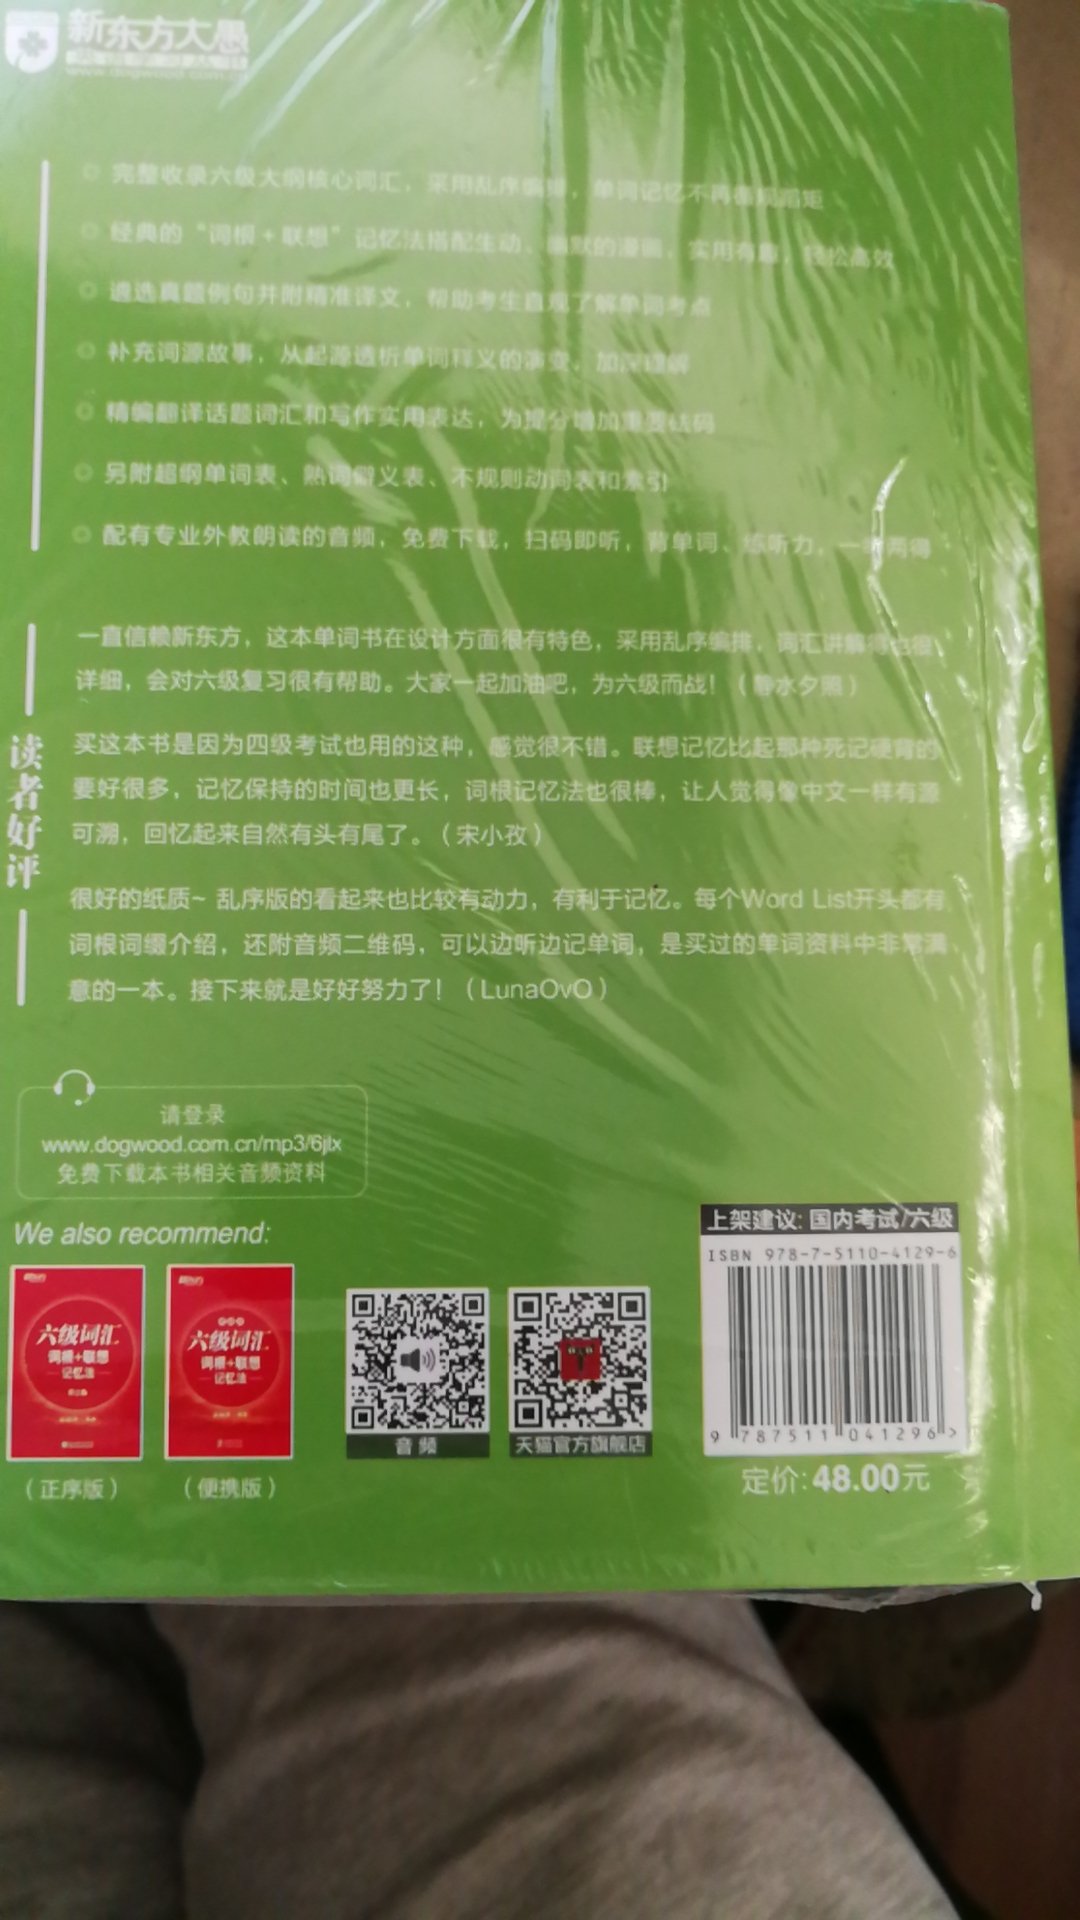 新东方大愚
www.dogwood.com.cn
完整收录六级大纲核心词汇，采用乱序编排，单词记忆不再循规蹈矩
经典的“词根+联想”记忆法搭配生动、幽默的漫画，实用有趣，轻松高效
遴选真题例句并附精准译文，帮助考生直观了解单词考点
补充词源故事，从起源透析单词释义的演变，加深理解
精编翻译话题词汇和写作实用表达，为提分增加重要砝码
另附超纲单词表、熟词僻义表、不规则动词表和索引
配有专业外教朗读的音频，免费下载，扫码即听，背单词、练听力，一举两得
读者好评
一直信赖新东方，这本单词书在设计方面很有特色，采用乱序编排，词汇讲解得也很
详细，会对六级复习很有帮助。大家一起加油吧，为六级而战！（静水夕照）
买这本书是因为四级考试也用的这种，感觉很不错。联想记忆比起那种死记硬背的
要好很多，记忆保持的时间也更长，词根记忆法也很棒，让人觉得像中文一样有源
可溯，回忆起来自然有头有尾了。（宋小孜）
很好的纸质~ 乱序版的看起来也比较有动力，有利于记忆。每个Word List开头都有
词根词缀介绍，还附音频二维码，可以边听边记单词，是买过的单词资料中非常满
意的一本。接下来就是好好努力了！（LunaOvO）
请登录
www.dogwood.com.cn/mp3/6jlx
免费下载本书相关音频资料
We also recommend:
六级词汇
词根+联想
记忆法
（正序版）
六级词汇
词根+联想
记忆法
（便携版）
音频
天猫官方旗舰店
上架建议: 国内考试/六级
ISBN 978-7-5110-4129-6
9 787511 041296 >
定价: 48.00元